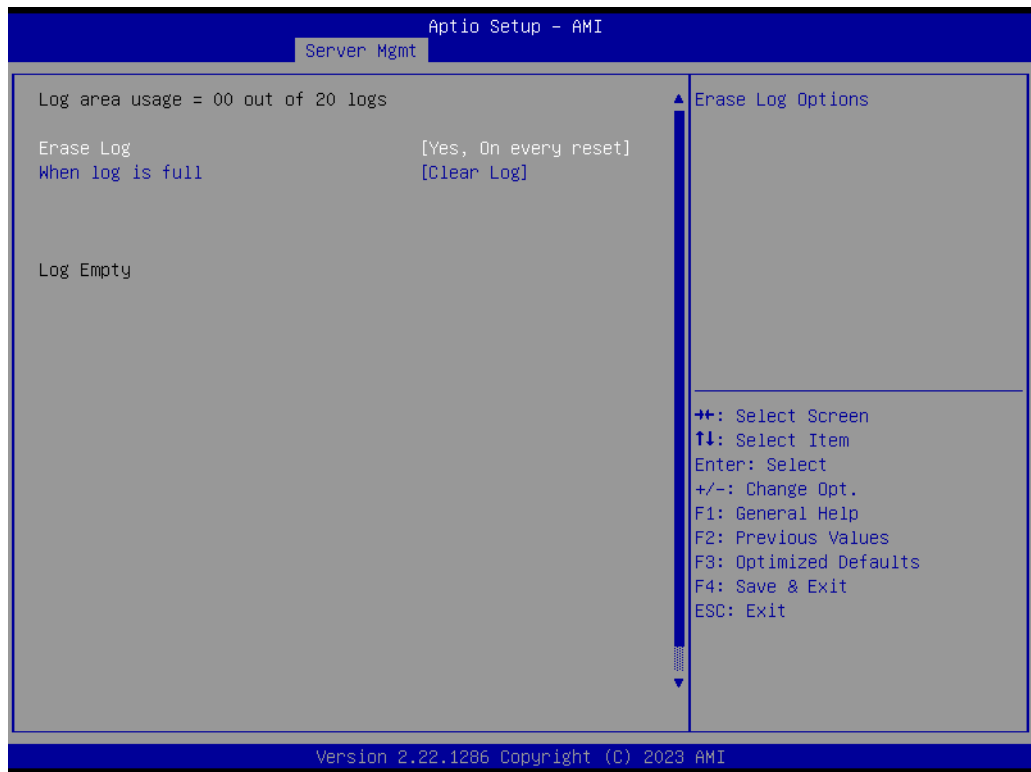 Aptio Setup – AMI
Server Mgmt
Log area usage = 00 out of 20 logs
Erase Log [Yes, On every reset]
When log is full [Clear Log]
Log Empty
Erase Log Options
→←: Select Screen
↑↓: Select Item
Enter: Select
+/-: Change Opt.
F1: General Help
F2: Previous Values
F3: Optimized Defaults
F4: Save & Exit
ESC: Exit
Version 2.22.1286 Copyright (C) 2023 AMI